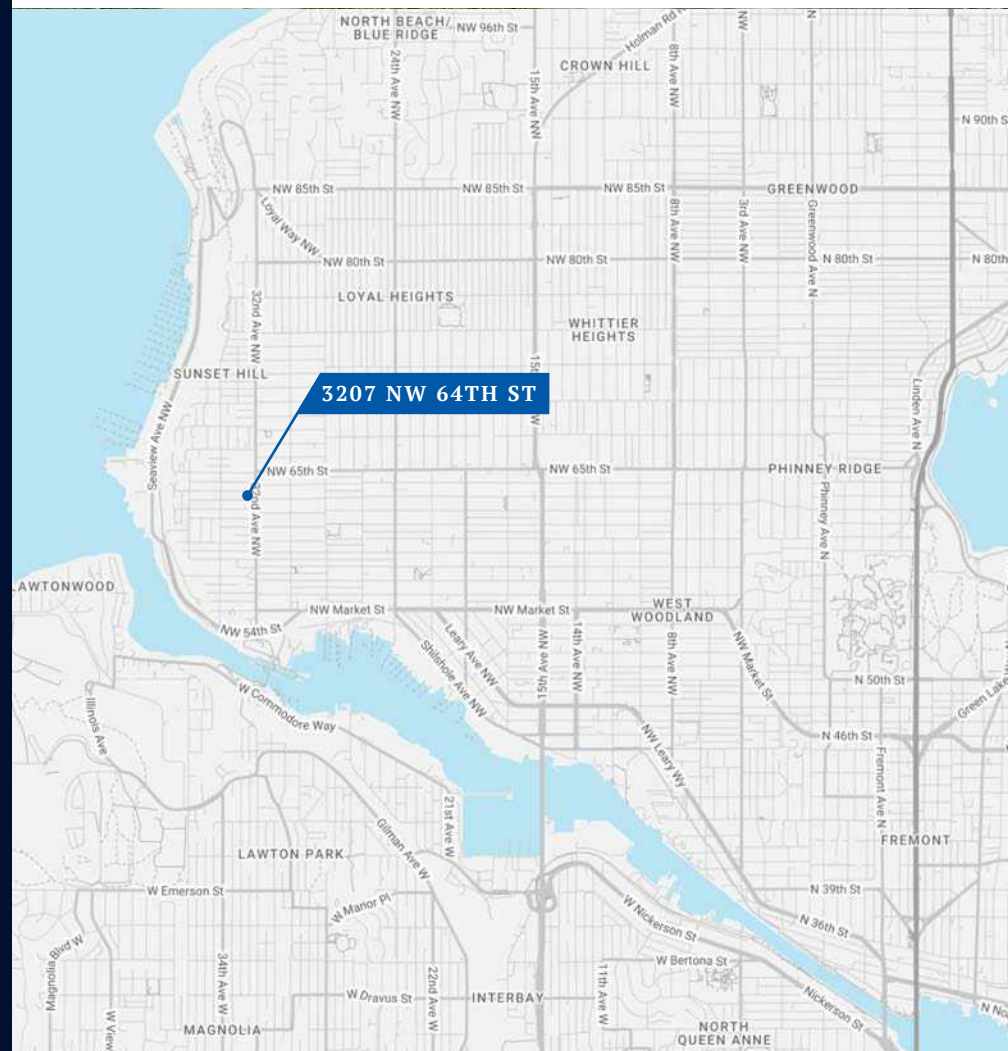 NORTH BEACH/
BLUE RIDGE
NW 96th St
Holman Rd
NW
N
8th Ave NW
24th Ave NW
15th Ave NW
CROWN HILL
N 90th S
NW 85th St
NW 85th St
NW 85th St
GREENWOOD
Loyal Way NW
8th Ave NW
3rd Ave NW
Greenwood Ave N
NW 80th St
NW 80th St
N 80th St
N 80th
32nd Ave NW
LOYAL HEIGHTS
WHITTIER
HEIGHTS
SUNSET HILL
3207 NW 64TH ST
Linden Ave N
Seaview Ave NW
NW 65th St
NW 65th St
PHINNEY RIDGE
32nd Ave NW
Phinney Ave N
LAWTONWOOD
NW Market St
NW Market St
WEST
WOODLAND
NW 54th St
Leary Ave NW
Shilshole Ave NW
15th Ave NW
14th Ave NW
8th Ave NW
NW Market St
N 50th St
Green Lake
W Commodore Way
Illinois Ave
NW Leary Wy
N 46th St
Fremont Ave N
21st Ave W
Gilman Ave W
FREMONT
LAWTON PARK
W Emerson St
W Manor Pl
N 39th St
N 36th St
W Nickerson St
Magnolia Blvd W
34th Ave W
22nd Ave W
W Bertona St
11th Ave W
W Dravus St
INTERBAY
Nickerson St
W View
MAGNOLIA
NORTH
QUEEN ANNE
N No